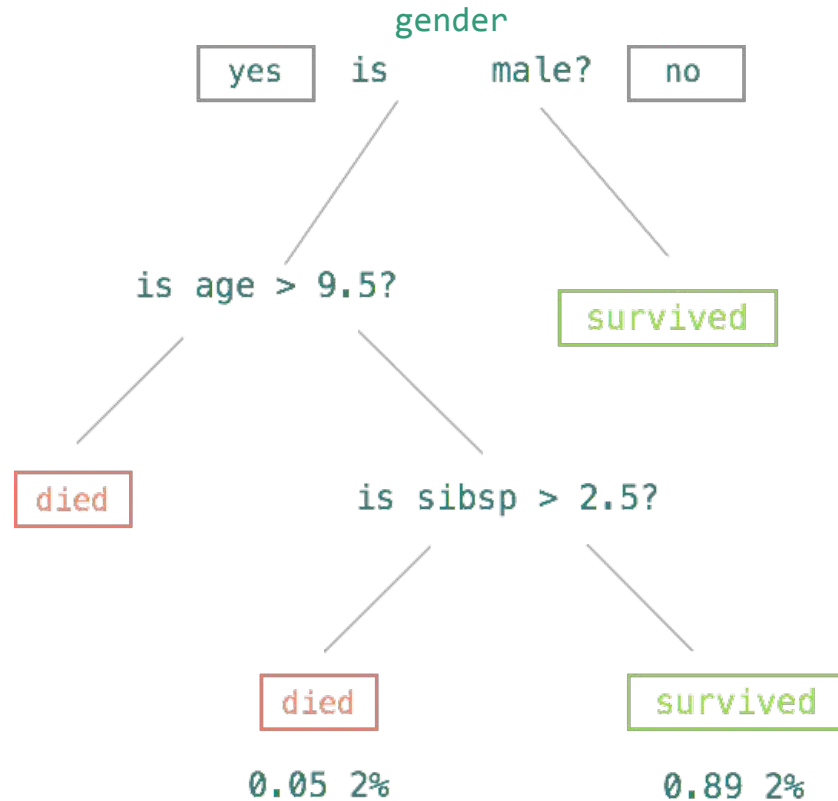 gender
yes is male? no
is age > 9.5?
survived
died
is sibsp > 2.5?
died survived
0.05 2% 0.89 2%